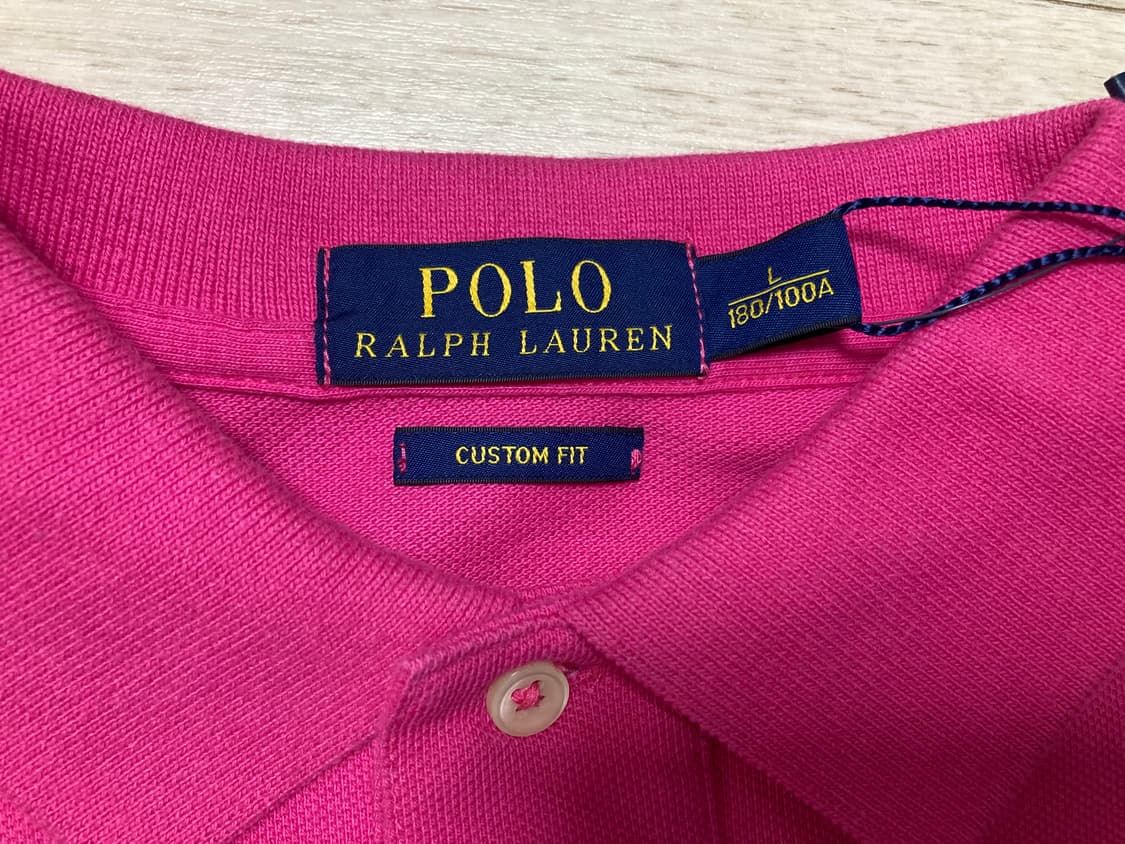 POLO
RALPH LAUREN
L
180/100A
CUSTOM FIT